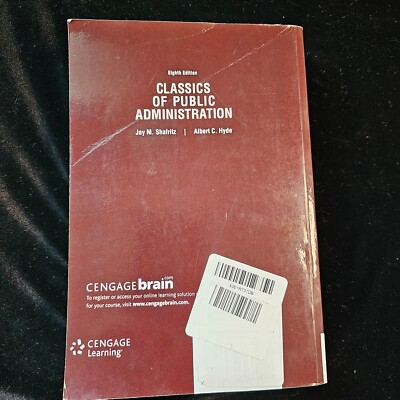 Eighth Edition
CLASSICS
OF PUBLIC
ADMINISTRATION
Jay M. Shafritz | Albert C. Hyde
CENGAGEbrain.com
To register or access your online learning solution
for your course, visit www.cengagebrain.com.
CENGAGE
Learning®